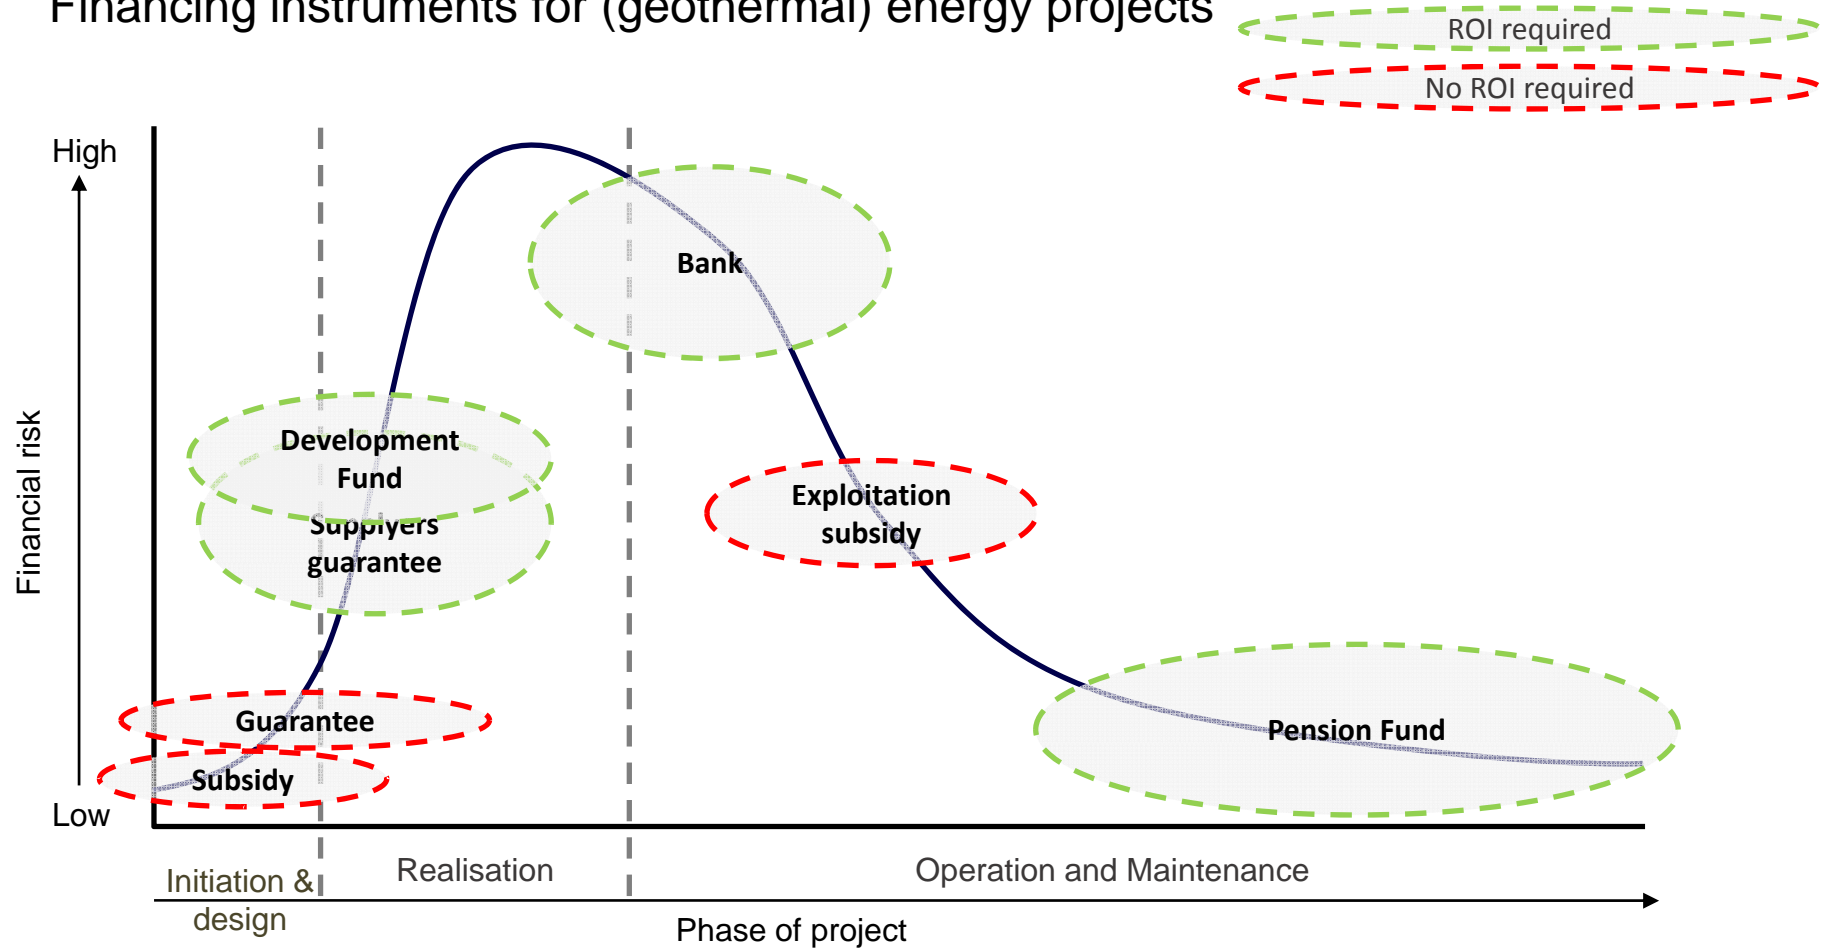 Financing instruments for (geothermal) energy projects
ROI required
No ROI required
High
Bank
Development
Fund
Supplyers
guarantee
Exploitation
subsidy
Financial risk
Guarantee
Pension Fund
Subsidy
Low
Initiation &
design
Realisation
Operation and Maintenance
Phase of project